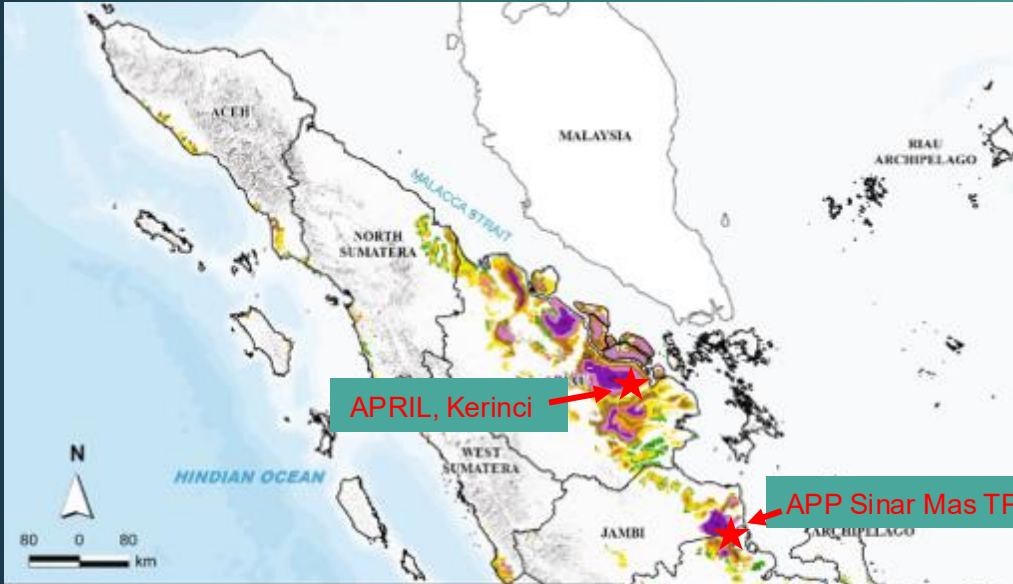 ACEH
MALAYSIA
RIAU
ARCHIPELAGO
MALACCA STRAIT
NORTH
SUMATERA
APRIL, Kerinci
WEST
SUMATERA
N
HINDIAN OCEAN
APP Sinar Mas TP
JAMBI
ARCHIPELAGO
80 0 80
km